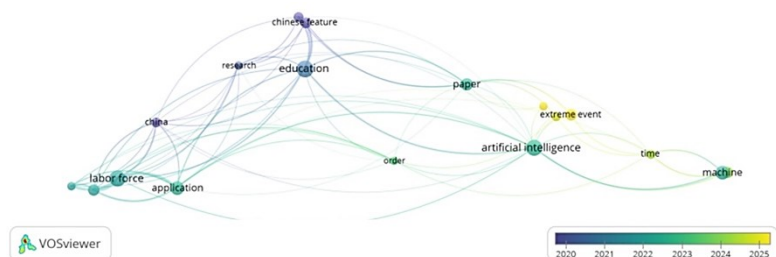 chinese feature
research
education
paper
extreme event
china
artificial intelligence
time
order
machine
labor force
application
VOSviewer
2020 2021 2022 2023 2024 2025